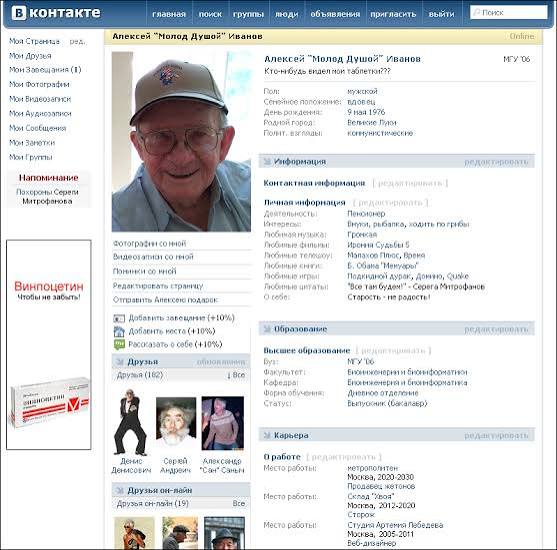 В контакте
главная поиск группы люди объявления пригласить выйти Поиск
Моя Страница ред.
Мои Друзья
Мои Завещания (1)
Мои Фотографии
Мои Видеозаписи
Мои Аудиозаписи
Мои Сообщения
Мои Заметки
Мои Группы
Напоминание
Похороны Сереги
Митрофанова
Винпоцетин
Чтобы не забыть!
ВИНПОЦЕТИН
Алексей "Молод Душой" Иванов Online
Фотографии со мной
Видеозаписи со мной
Поминки со мной
Редактировать страницу
Отправить Алексею подарок
Добавить завещание (+10%)
Добавить места (+10%)
Рассказать о себе (+10%)
Друзья обновления
Друзья (182) ↓ Все
Денис
Денисович
Сергей
Андреич
Александр
"Сан" Саныч
Друзья он-лайн
Друзья он-лайн (19) Все
Алексей "Молод Душой" Иванов МГУ '06
Кто-нибудь видел мои таблетки???
Пол: мужской
Семейное положение: вдовец
День рождения: 9 мая 1976
Родной город: Великие Луки
Полит. взгляды: коммунистические
Информация редактировать
Контактная информация [ редактировать ]
Личная информация [ редактировать ]
Деятельность: Пенсионер
Интересы: Внуки, рыбалка, ходить по грибы
Любимая музыка: Громкая
Любимые фильмы: Ирония Судьбы 5
Любимые телешоу: Малахов Плюс, Время
Любимые книги: Б. Обама "Мемуары"
Любимые игры: Подкидной дурак, Домино, Quake
Любимые цитаты: "Все там будем!" - Серега Митрофанов
О себе: Старость - не радость!
Образование редактировать
Высшее образование [ редактировать ]
Вуз: МГУ '06
Факультет: Биоинженерии и биоинформатики
Кафедра: Биоинженерии и биоинформатики
Форма обучения: Дневное отделение
Статус: Выпускник (бакалавр)
Карьера редактировать
О работе [ редактировать ]
Место работы: метрополитен
Москва, 2020-2030
Продавец жетонов
Место работы: Склад "Хвоя"
Москва, 2012-2020
Сторож
Место работы: Студия Артемия Лебедева
Москва, 2005-2011
Веб-дизайнер